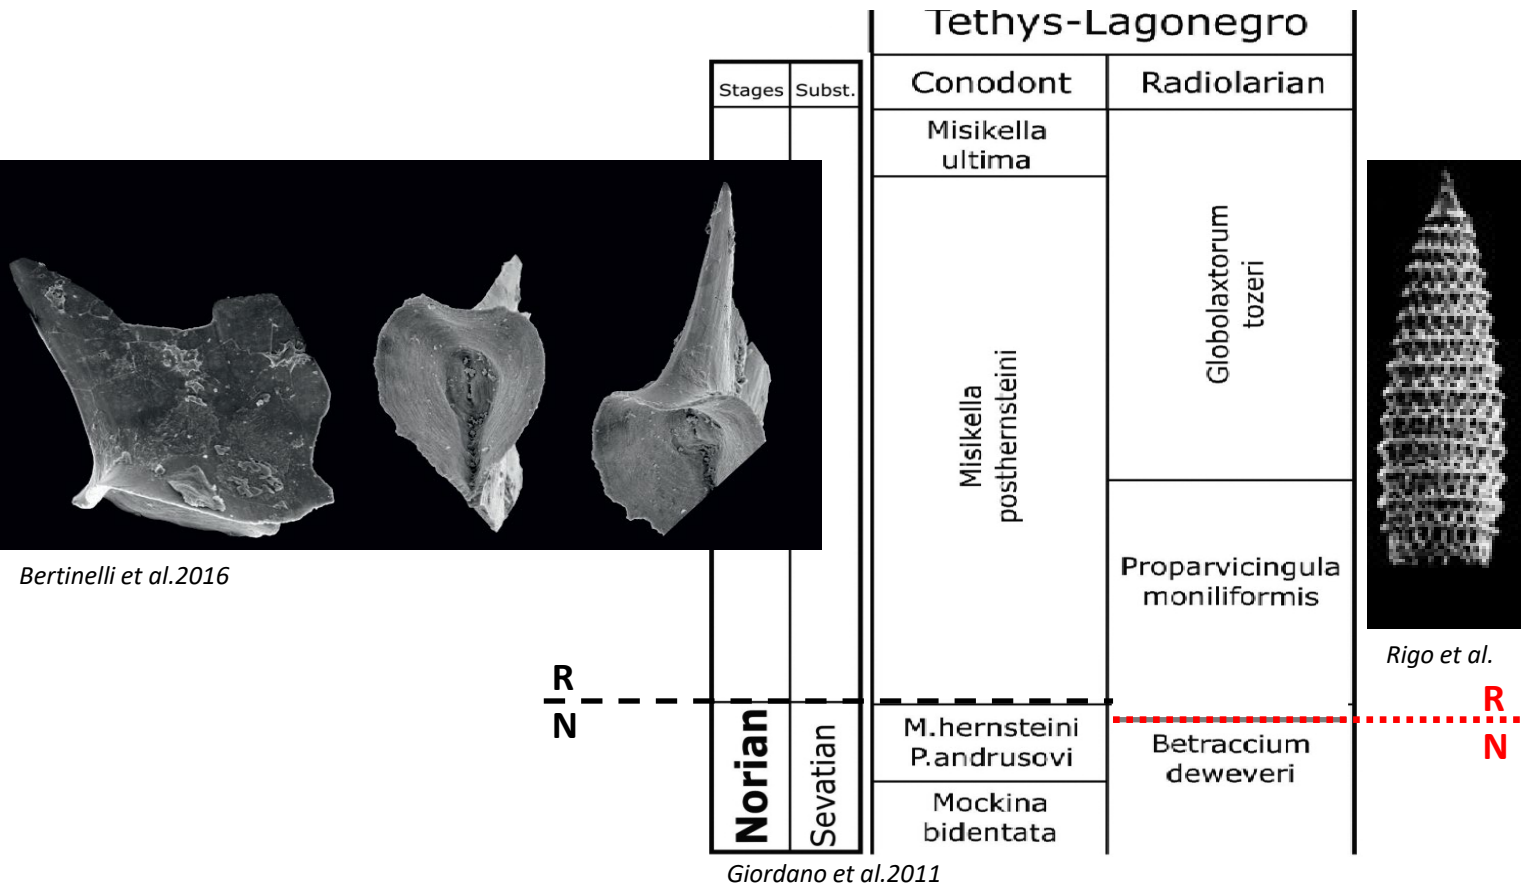 Tethys-Lagonegro
Stages
Subst.
Conodont
Radiolarian
Misikella
ultima
Misikella
posthernsteini
Globolaxtorum
tozeri
Proparvicingula
moniliformis
Bertinelli et al.2016
Rigo et al.
R
N
R
N
Norian
Sevatian
M.hernsteini
P.andrusovi
Betraccium
deweveri
Mockina
bidentata
Giordano et al.2011